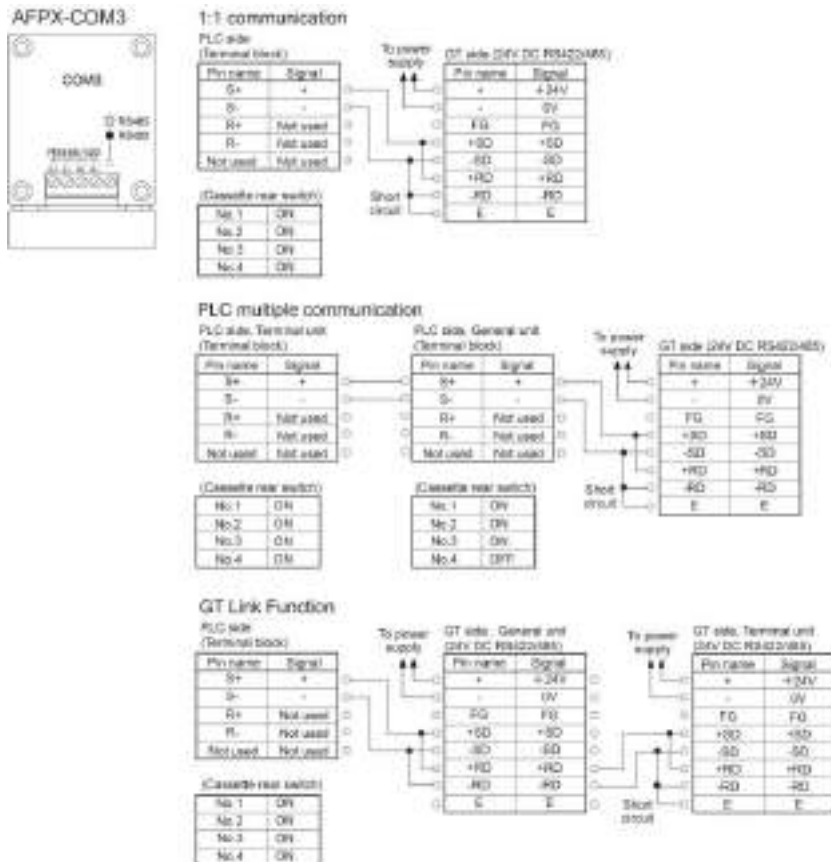 AFPX-COM3
COM3
RS485
1:1 communication
PLC side
(Terminal block)
Pin name Signal
S+ +
S- -
R+ Not used
R- Not used
Not used Not used
To power
supply
GT side (24V DC RS422/485)
Pin name Signal
+ +24V
- 0V
FG FG
+SD +SD
-SD -SD
+RD +RD
-RD -RD
E E
Short
circuit
(Cassette rear switch)
No.1 ON
No.2 ON
No.3 ON
No.4 ON
PLC multiple communication
PLC side, Terminal unit
(Terminal block)
Pin name Signal
S+ +
S- -
R+ Not used
R- Not used
Not used Not used
PLC side, General unit
(Terminal block)
Pin name Signal
S+ +
S- -
R+ Not used
R- Not used
Not used Not used
To power
supply
GT side (24V DC RS422/485)
Pin name Signal
+ +24V
- 0V
FG FG
+SD +SD
-SD -SD
+RD +RD
-RD -RD
E E
Short
circuit
(Cassette rear switch)
No.1 ON
No.2 ON
No.3 ON
No.4 ON
(Cassette rear switch)
No.1 ON
No.2 ON
No.3 ON
No.4 OFF
GT Link Function
PLC side
(Terminal block)
Pin name Signal
S+ +
S- -
R+ Not used
R- Not used
Not used Not used
To power
supply
GT side, General unit
(24V DC RS422/485)
Pin name Signal
+ +24V
- 0V
FG FG
+SD +SD
-SD -SD
+RD +RD
-RD -RD
E E
To power
supply
GT side, Terminal unit
(24V DC RS422/485)
Pin name Signal
+ +24V
- 0V
FG FG
+SD +SD
-SD -SD
+RD +RD
-RD -RD
E E
Short
circuit
(Cassette rear switch)
No.1 ON
No.2 ON
No.3 ON
No.4 ON